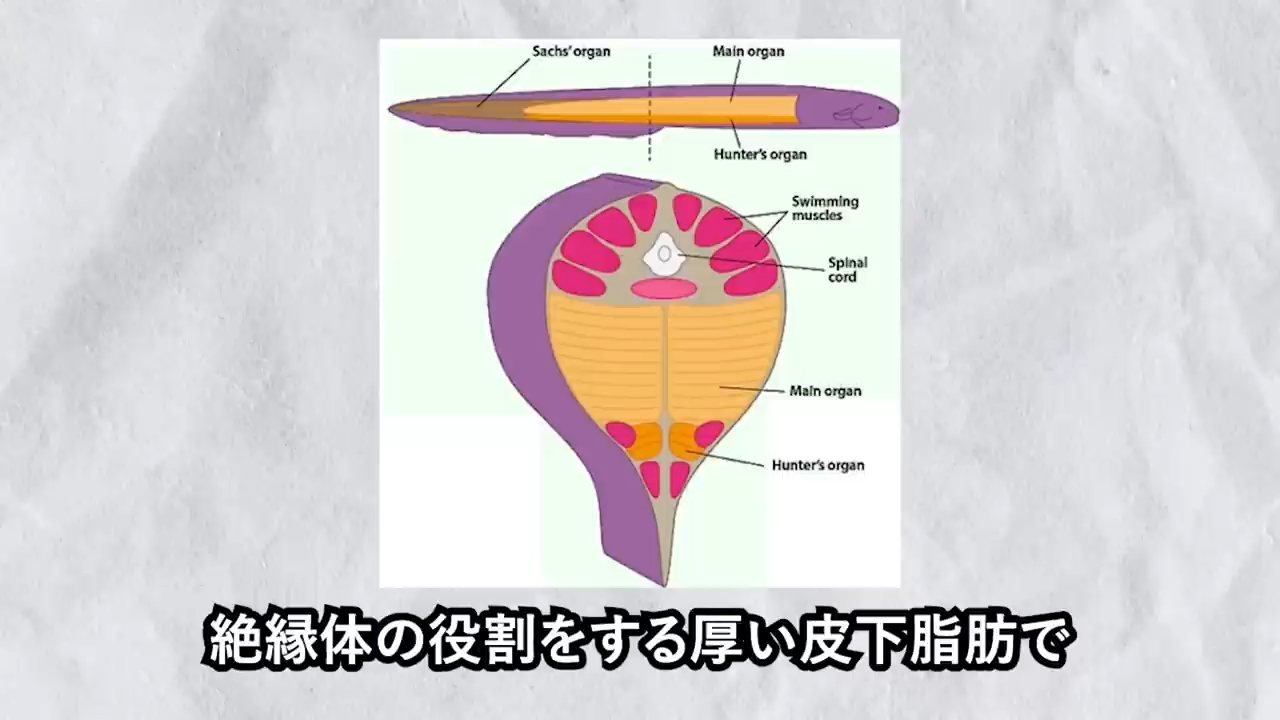 Sachs' organ
Main organ
Hunter's organ
Swimming
muscles
Spinal
cord
Main organ
Hunter's organ
絶縁体の役割をする厚い皮下脂肪で